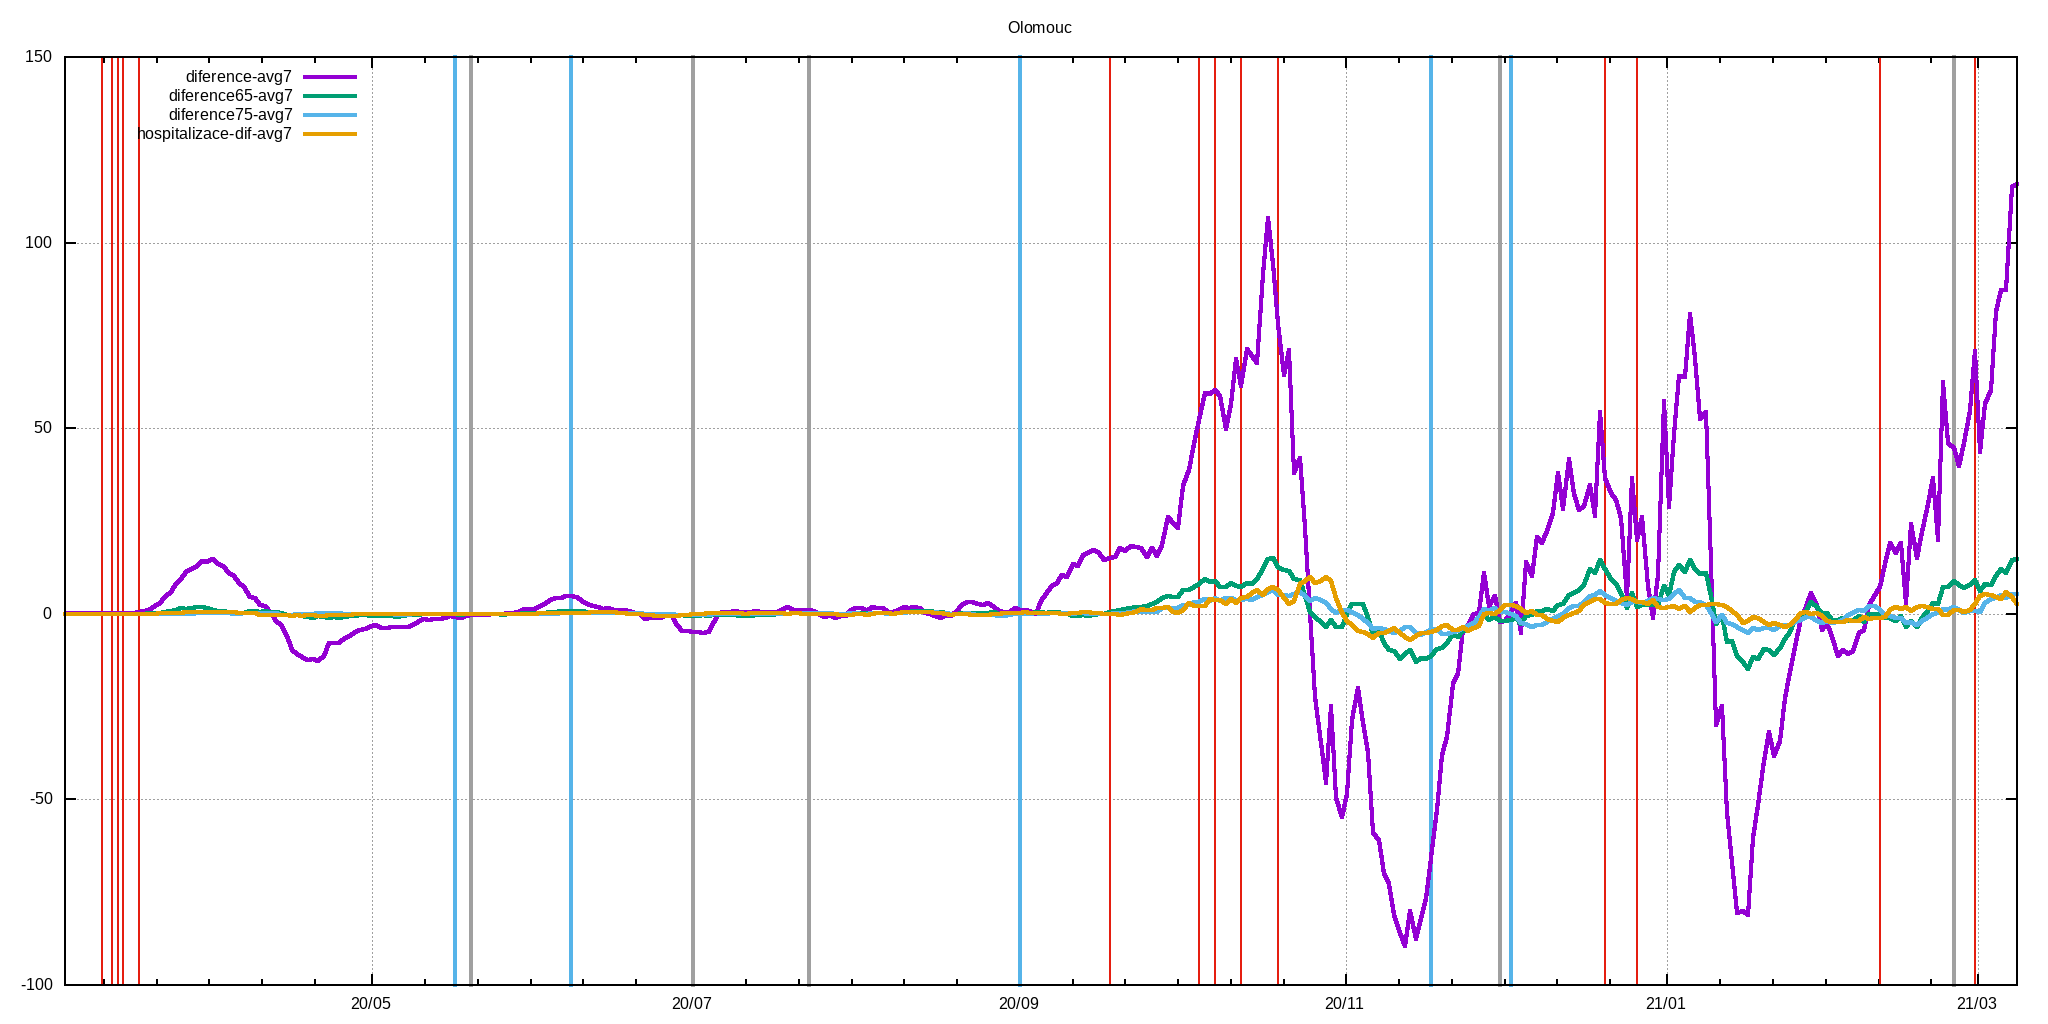 Olomouc
150
diference-avg7
diference65-avg7
diference75-avg7
hospitalizace-dif-avg7
100
50
0
-50
-100
20/05 20/07 20/09 20/11 21/01 21/03